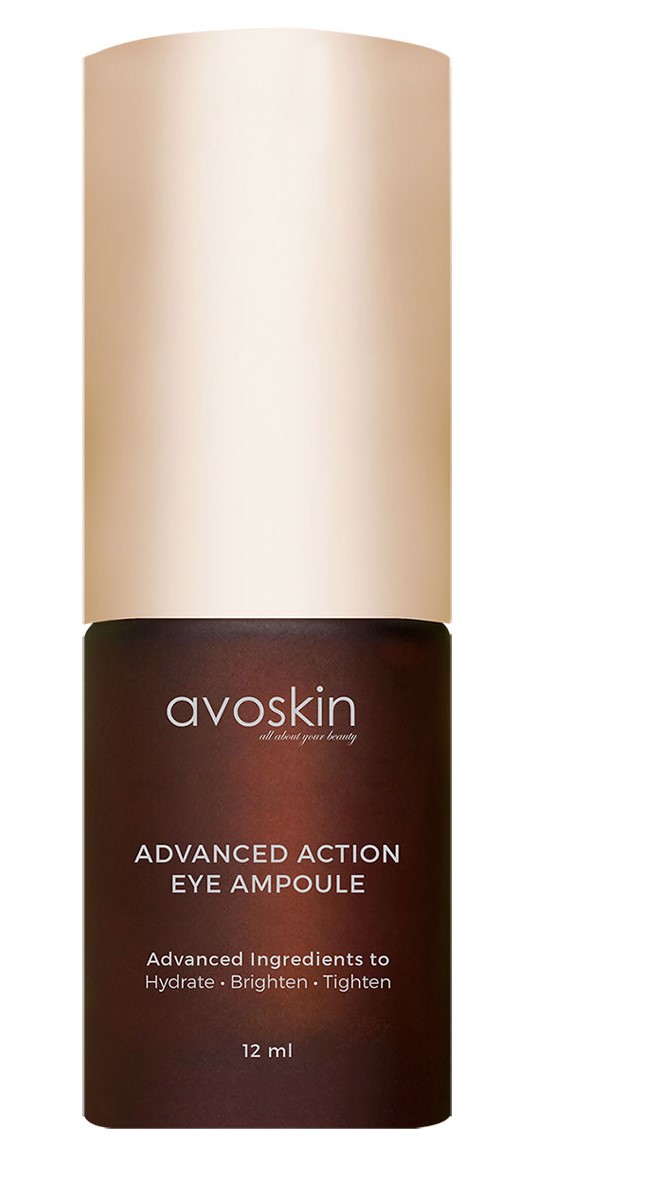 avoskin
all about your beauty
ADVANCED ACTION
EYE AMPOULE
Advanced Ingredients to
Hydrate • Brighten • Tighten
12 ml